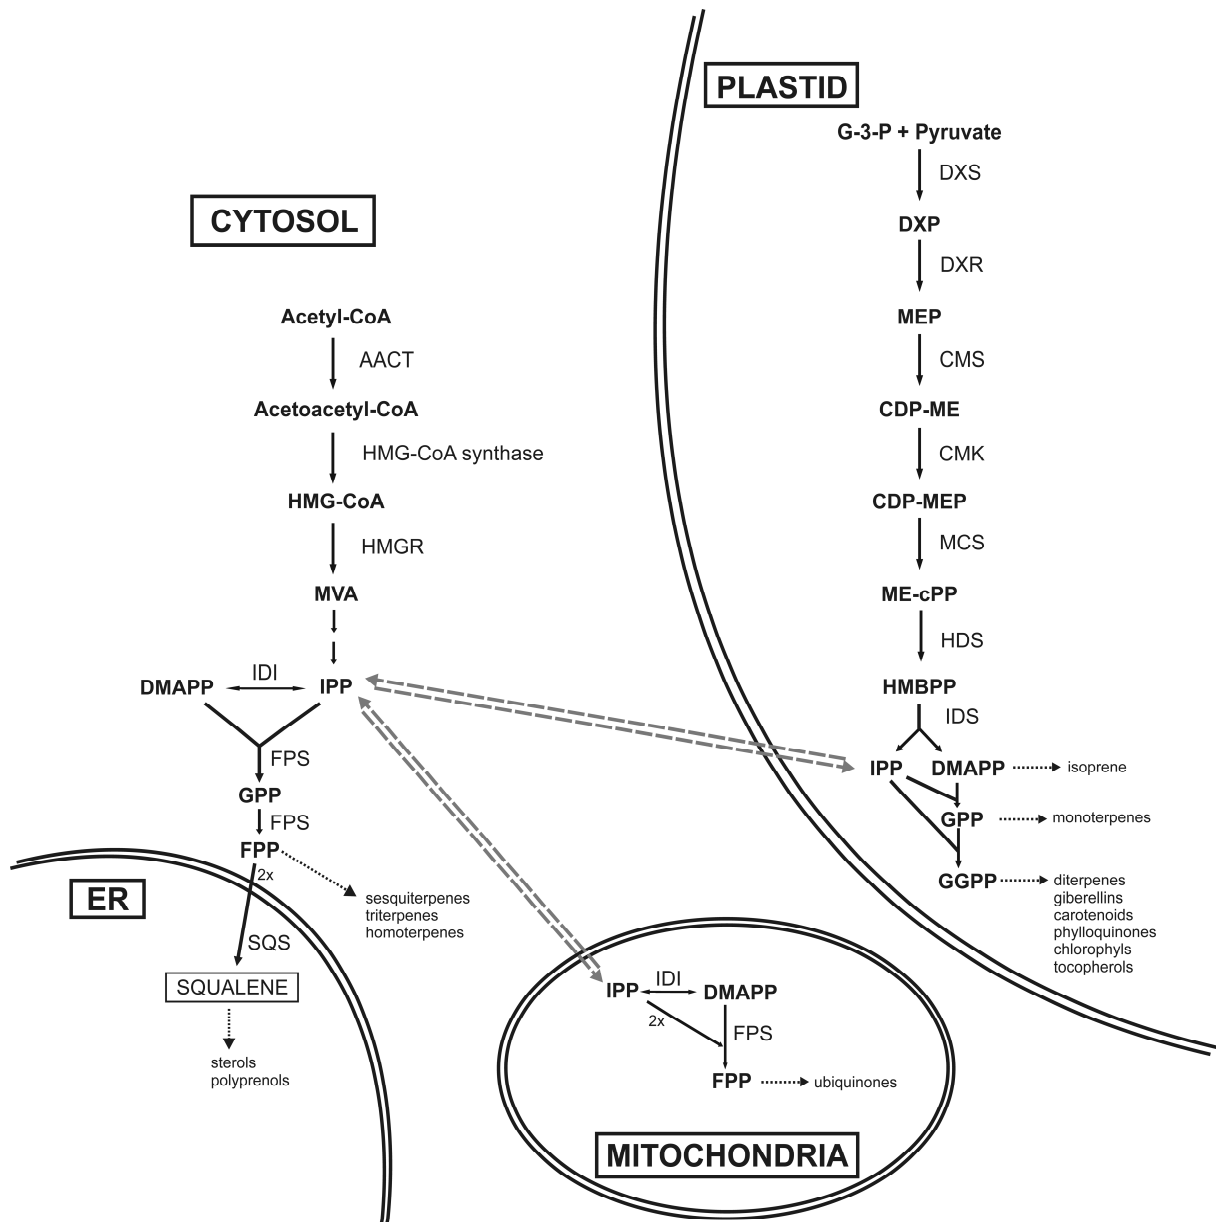 PLASTID
G-3-P + Pyruvate
DXS
DXP
DXR
MEP
CMS
CDP-ME
CMK
CDP-MEP
MCS
ME-cPP
HDS
HMBPP
IDS
IPP DMAPP isoprene
GPP monoterpenes
GGPP diterpenes
giberellins
carotenoids
phylloquinones
chlorophyls
tocopherols
CYTOSOL
Acetyl-CoA
AACT
Acetoacetyl-CoA
HMG-CoA synthase
HMG-CoA
HMGR
MVA
DMAPP IDI IPP
FPS
GPP
FPS
FPP
2x
sesquiterpenes
triterpenes
homoterpenes
ER
SQS
SQUALENE
sterols
polyprenols
IPP IDI DMAPP
2x
FPS
FPP ubiquinones
MITOCHONDRIA